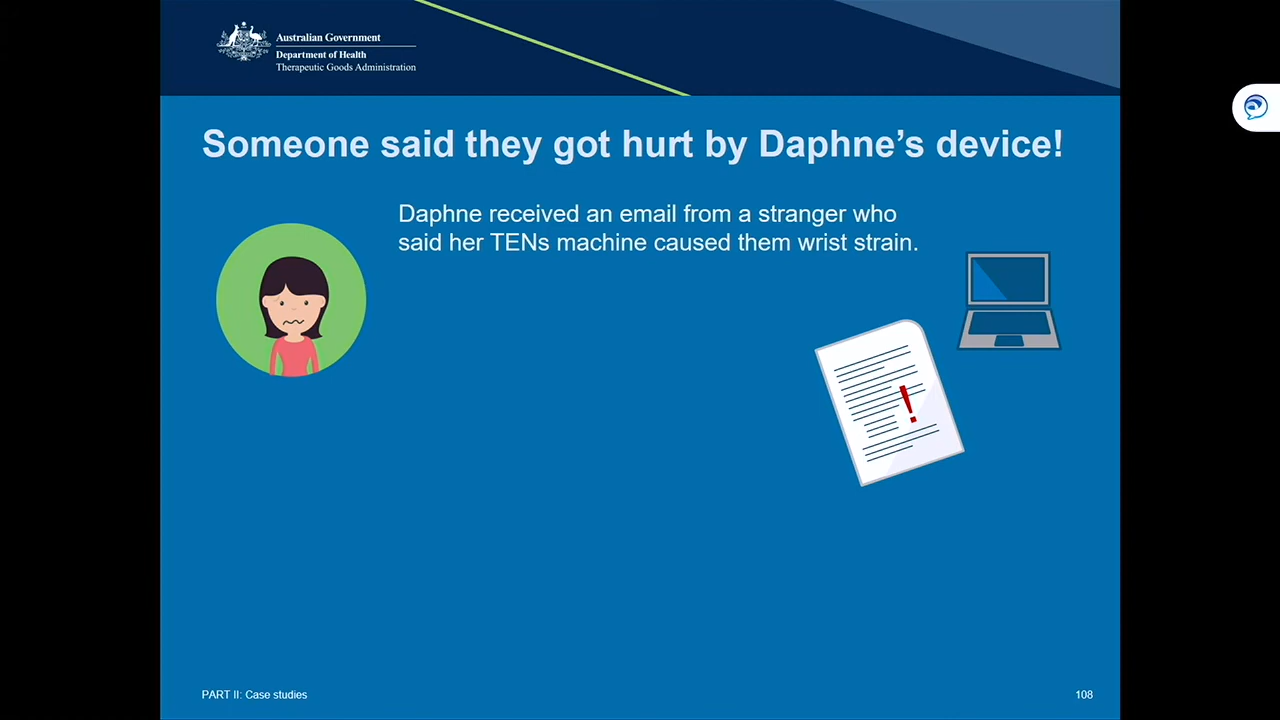 Australian Government
Department of Health
Therapeutic Goods Administration
Someone said they got hurt by Daphne’s device!
Daphne received an email from a stranger who
said her TENs machine caused them wrist strain.
!
PART II: Case studies
108